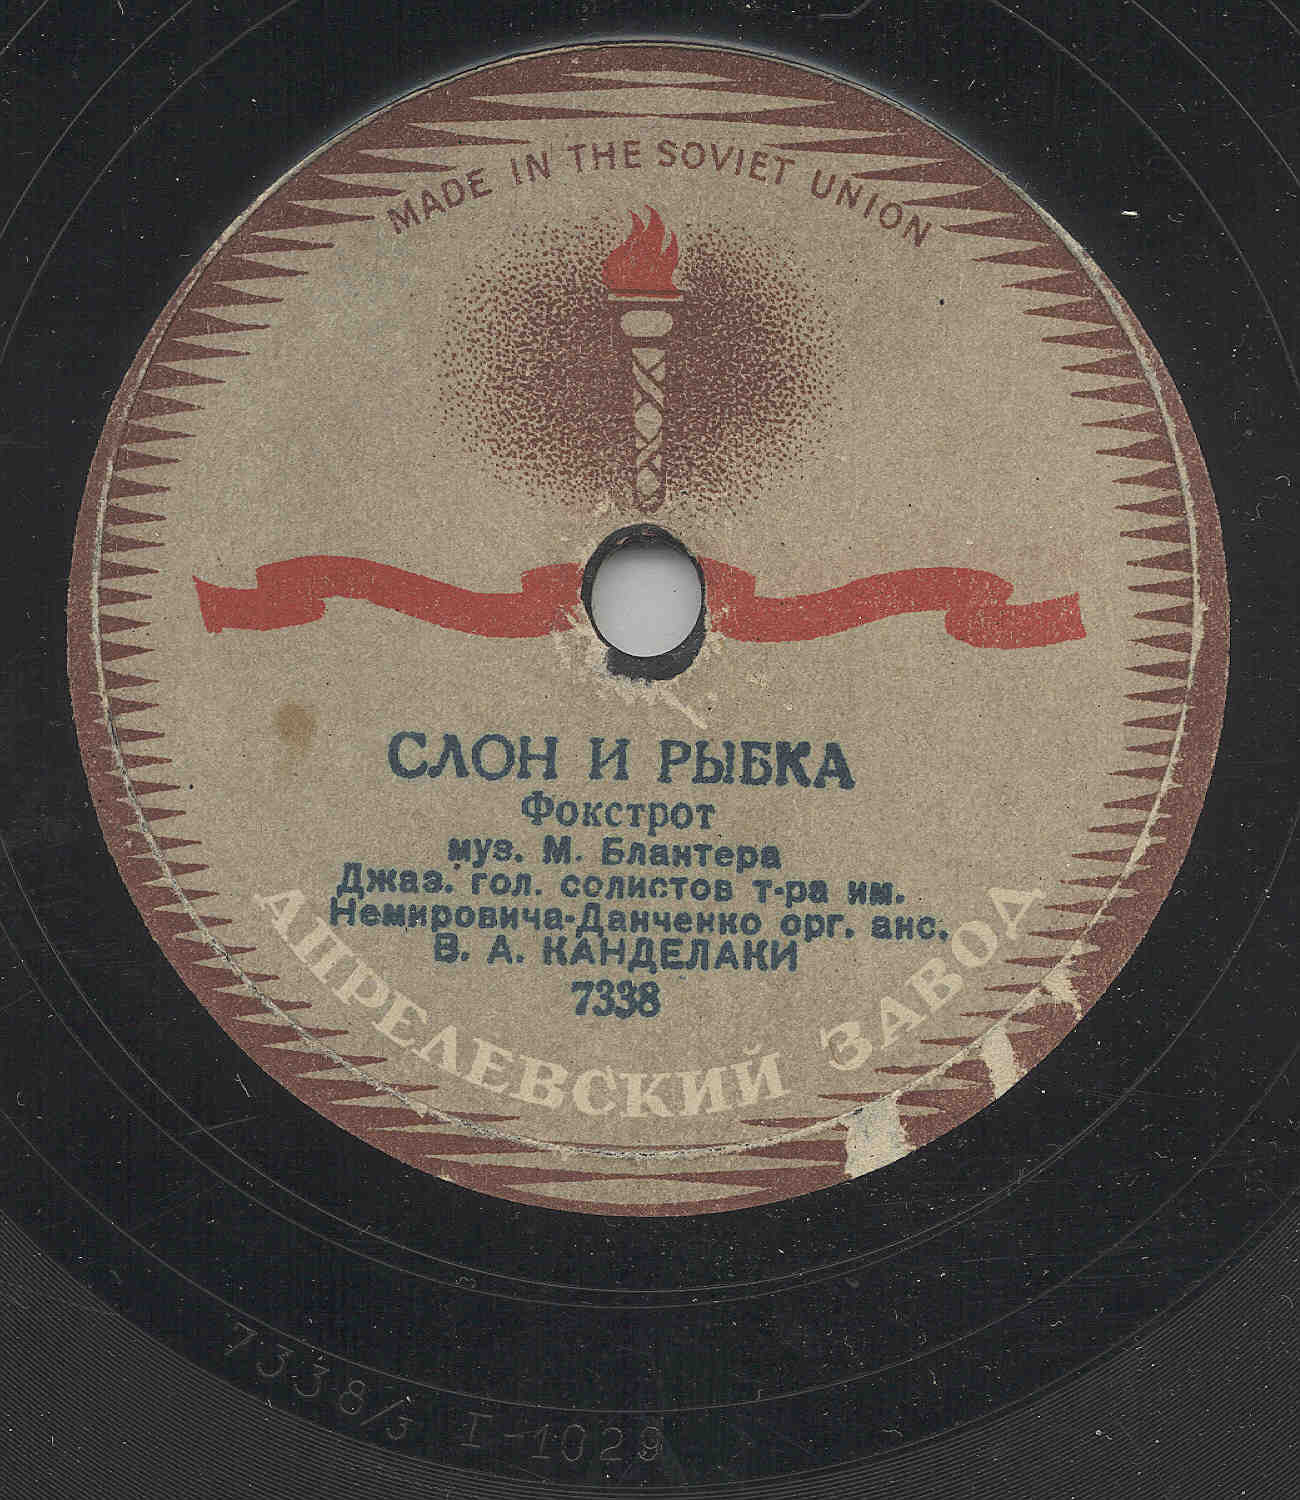 MADE IN THE SOVIET UNION
СЛОН И РЫБКА
Фокстрот
муз. М. Блантера
Джаз. гол. солистов т-ра им.
Немировича-Данченко орг. анс.
В. А. КАНДЕЛАКИ
7338
АПРЕЛЕВСКИЙ ЗАВОД
7338/3 I-1029